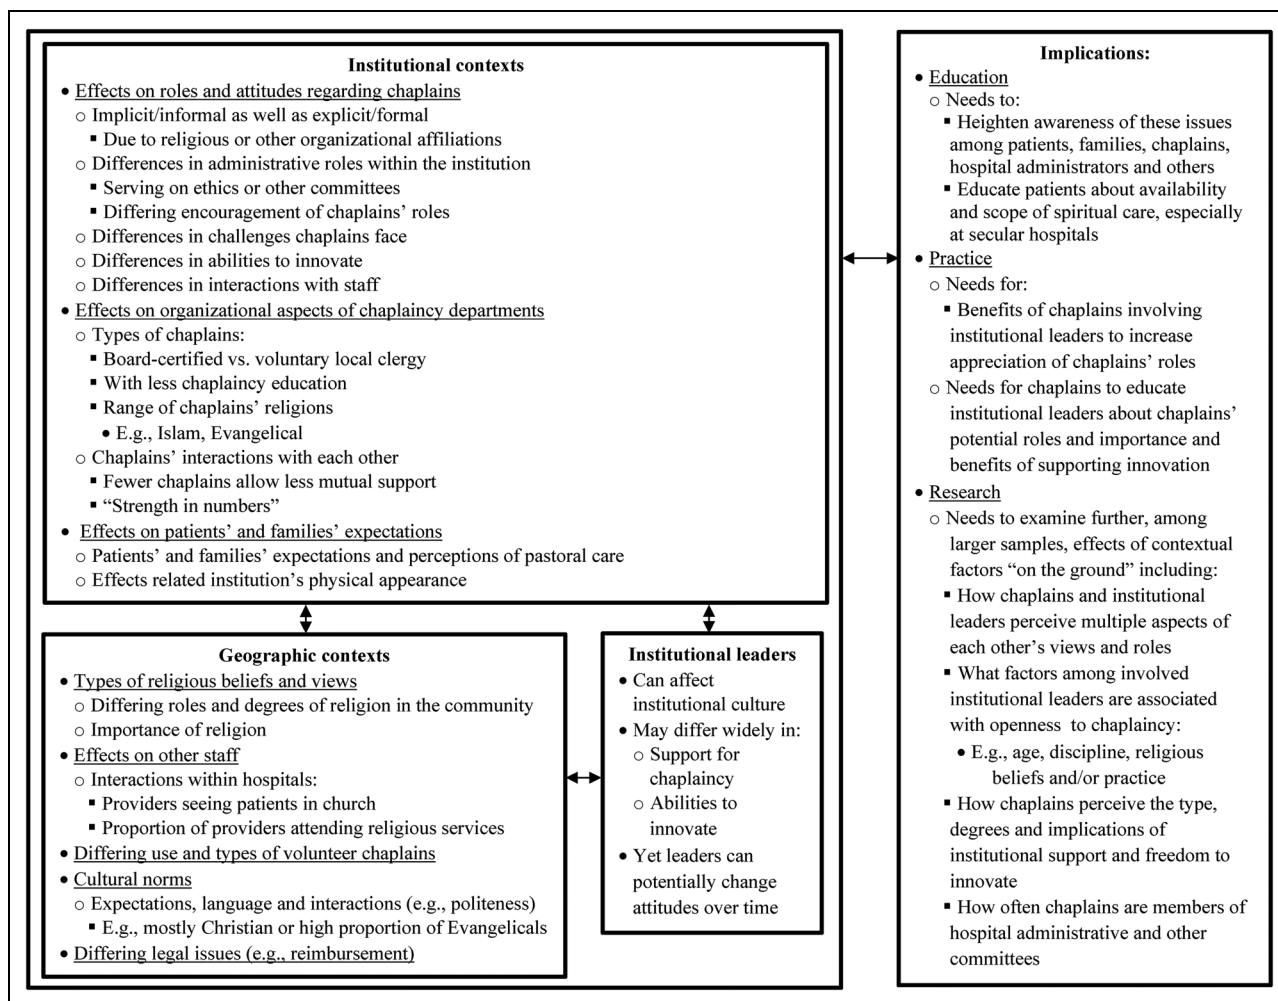 Institutional contexts
• Effects on roles and attitudes regarding chaplains
○ Implicit/informal as well as explicit/formal
▪ Due to religious or other organizational affiliations
○ Differences in administrative roles within the institution
▪ Serving on ethics or other committees
▪ Differing encouragement of chaplains’ roles
○ Differences in challenges chaplains face
○ Differences in abilities to innovate
○ Differences in interactions with staff
• Effects on organizational aspects of chaplaincy departments
○ Types of chaplains:
▪ Board-certified vs. voluntary local clergy
▪ With less chaplaincy education
▪ Range of chaplains’ religions
• E.g., Islam, Evangelical
○ Chaplains’ interactions with each other
▪ Fewer chaplains allow less mutual support
▪ “Strength in numbers”
• Effects on patients’ and families’ expectations
○ Patients’ and families’ expectations and perceptions of pastoral care
○ Effects related institution’s physical appearance
Geographic contexts
• Types of religious beliefs and views
○ Differing roles and degrees of religion in the community
○ Importance of religion
• Effects on other staff
○ Interactions within hospitals:
▪ Providers seeing patients in church
▪ Proportion of providers attending religious services
• Differing use and types of volunteer chaplains
• Cultural norms
○ Expectations, language and interactions (e.g., politeness)
▪ E.g., mostly Christian or high proportion of Evangelicals
• Differing legal issues (e.g., reimbursement)
Institutional leaders
• Can affect
institutional culture
• May differ widely in:
○ Support for
chaplaincy
○ Abilities to
innovate
• Yet leaders can
potentially change
attitudes over time
Implications:
• Education
○ Needs to:
▪ Heighten awareness of these issues
among patients, families, chaplains,
hospital administrators and others
▪ Educate patients about availability
and scope of spiritual care, especially
at secular hospitals
• Practice
○ Needs for:
▪ Benefits of chaplains involving
institutional leaders to increase
appreciation of chaplains’ roles
○ Needs for chaplains to educate
institutional leaders about chaplains’
potential roles and importance and
benefits of supporting innovation
• Research
○ Needs to examine further, among
larger samples, effects of contextual
factors “on the ground” including:
▪ How chaplains and institutional
leaders perceive multiple aspects of
each other’s views and roles
▪ What factors among involved
institutional leaders are associated
with openness to chaplaincy:
• E.g., age, discipline, religious
beliefs and/or practice
▪ How chaplains perceive the type,
degrees and implications of
institutional support and freedom to
innovate
▪ How often chaplains are members of
hospital administrative and other
committees